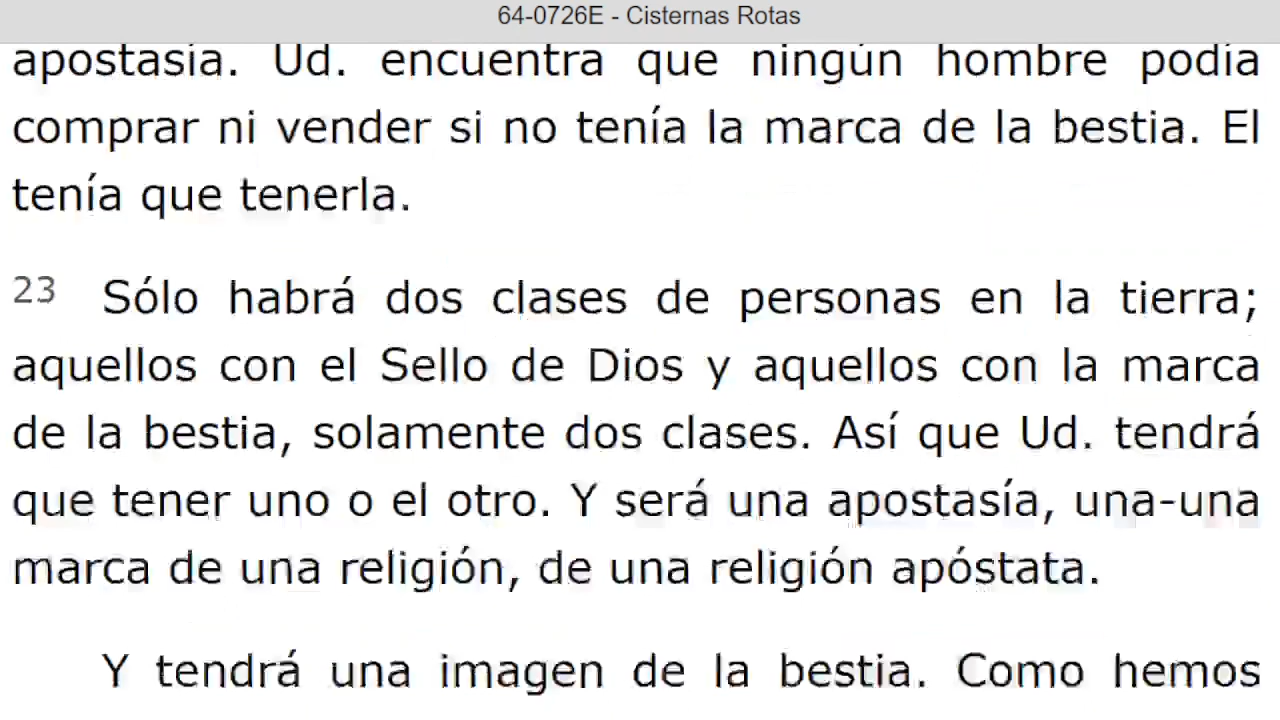 64-0726E - Cisternas Rotas
apostasía. Ud. encuentra que ningún hombre podía
comprar ni vender si no tenía la marca de la bestia. El
tenía que tenerla.
23 Sólo habrá dos clases de personas en la tierra;
aquellos con el Sello de Dios y aquellos con la marca
de la bestia, solamente dos clases. Así que Ud. tendrá
que tener uno o el otro. Y será una apostasía, una-una
marca de una religión, de una religión apóstata.
Y tendrá una imagen de la bestia. Como hemos